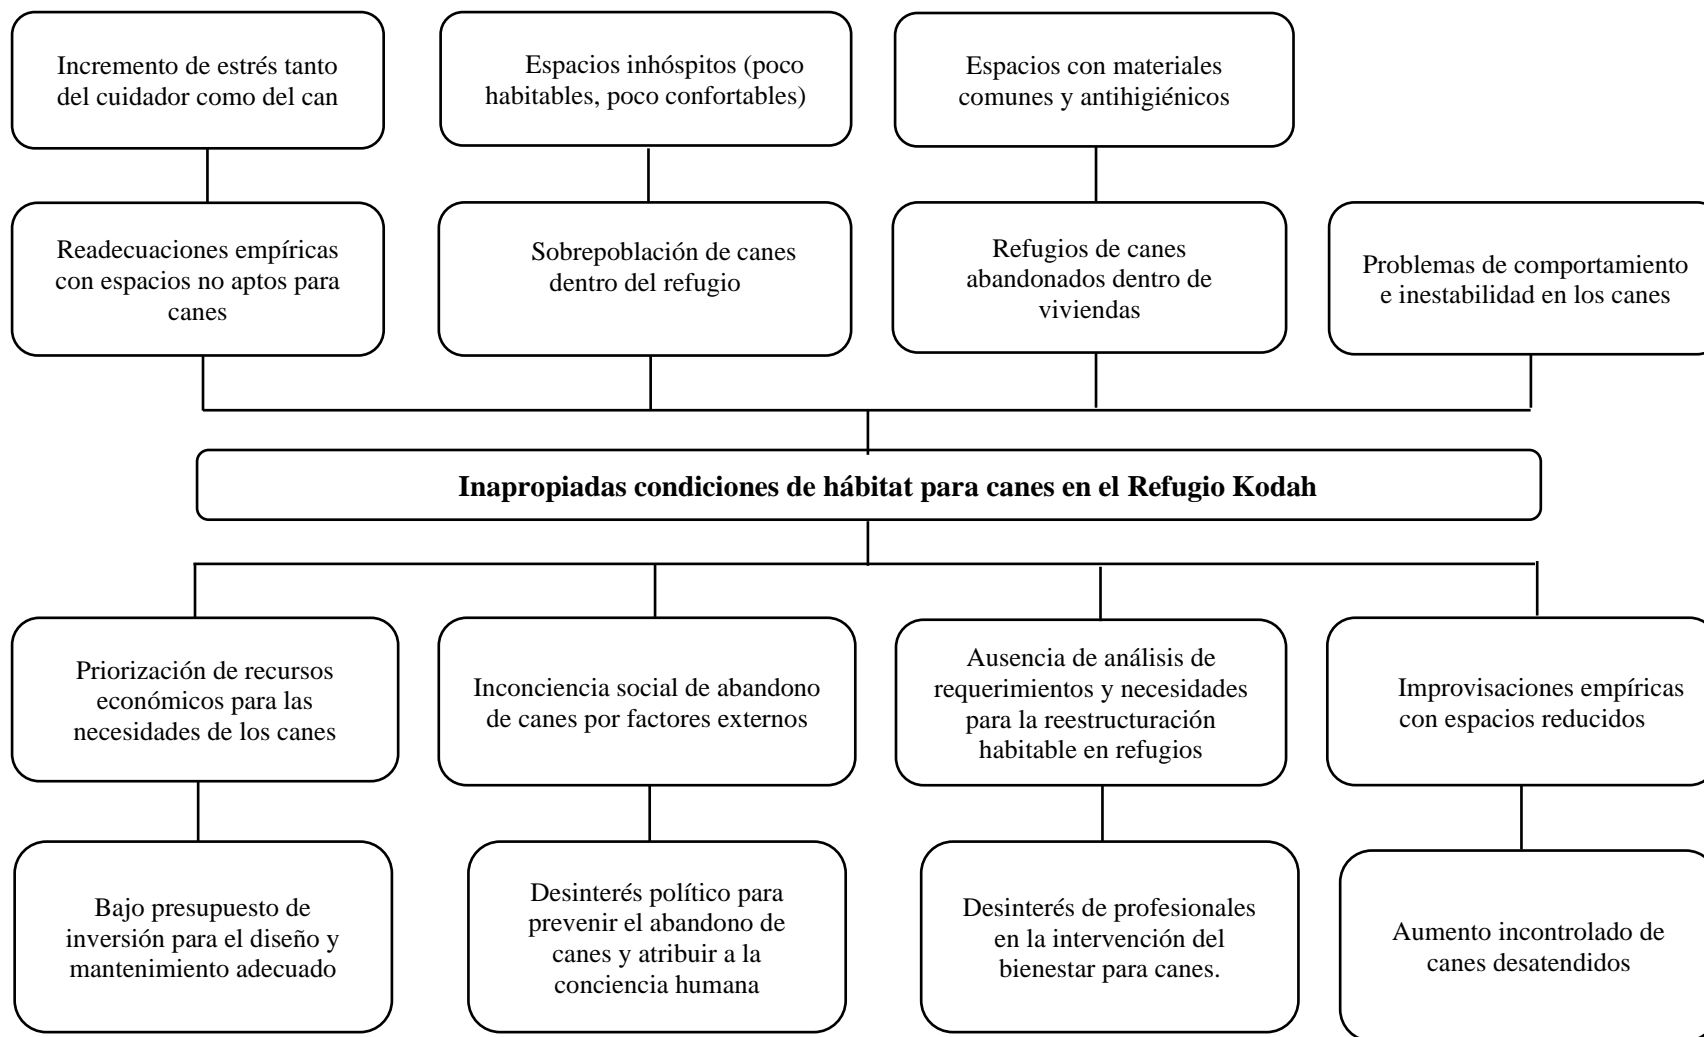 Incremento de estrés tanto
del cuidador como del can
Espacios inhóspitos (poco
habitables, poco confortables)
Espacios con materiales
comunes y antihigiénicos
Readecuaciones empíricas
con espacios no aptos para
canes
Sobrepoblación de canes
dentro del refugio
Refugios de canes
abandonados dentro de
viviendas
Problemas de comportamiento
e inestabilidad en los canes
Inapropiadas condiciones de hábitat para canes en el Refugio Kodah
Priorización de recursos
económicos para las
necesidades de los canes
Inconciencia social de abandono
de canes por factores externos
Ausencia de análisis de
requerimientos y necesidades
para la reestructuración
habitable en refugios
Improvisaciones empíricas
con espacios reducidos
Bajo presupuesto de
inversión para el diseño y
mantenimiento adecuado
Desinterés político para
prevenir el abandono de
canes y atribuir a la
conciencia humana
Desinterés de profesionales
en la intervención del
bienestar para canes.
Aumento incontrolado de
canes desatendidos